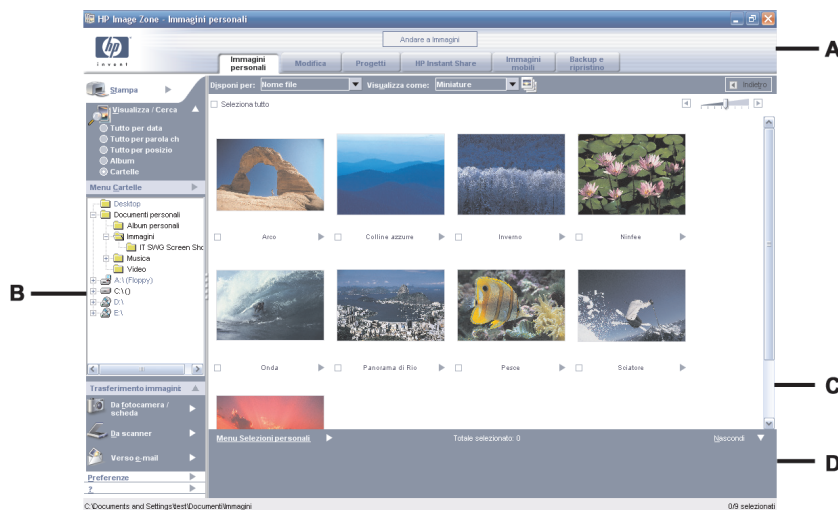 HP Image Zone - Immagini personali
Andare a Immagini
A
hp
invent
Immagini personali
Modifica
Progetti
HP Instant Share
Immagini mobili
Backup e ripristino
Stampa
Disponi per: Nome file
Visualizza come: Miniature
Indietro
Visualizza / Cerca
Seleziona tutto
Tutto per data
Tutto per parola ch
Tutto per posizio
Album
Cartelle
Menu Cartelle
Desktop
Documenti personali
Album personali
Immagini
IT SWG Screen Sho
Musica
Video
A:\ (Floppy)
C:\ ()
D:\
E:\
B
Arco
Colline azzurre
Inverno
Ninfee
Onda
Panorama di Rio
Pesce
Sciatore
C
Trasferimento immagini
Da fotocamera / scheda
Da scanner
Verso e-mail
Preferenze
?
Menu Selezioni personali
Totale selezionato: 0
Nascondi
D
C:\Documents and Settings\test\Documenti\Immagini
0/9 selezionati